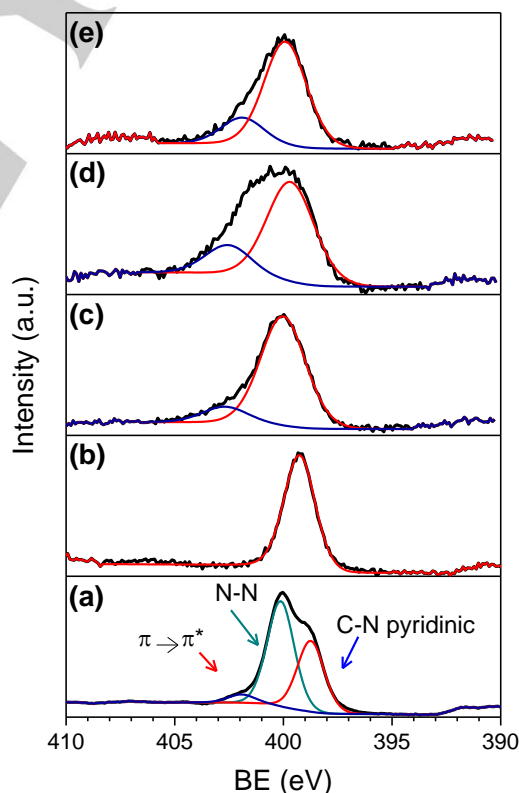 (e)
(d)
(c)
(b)
(a)
N-N
π → π*
C-N pyridinic
Intensity (a.u.)
410 405 400 395 390
BE (eV)